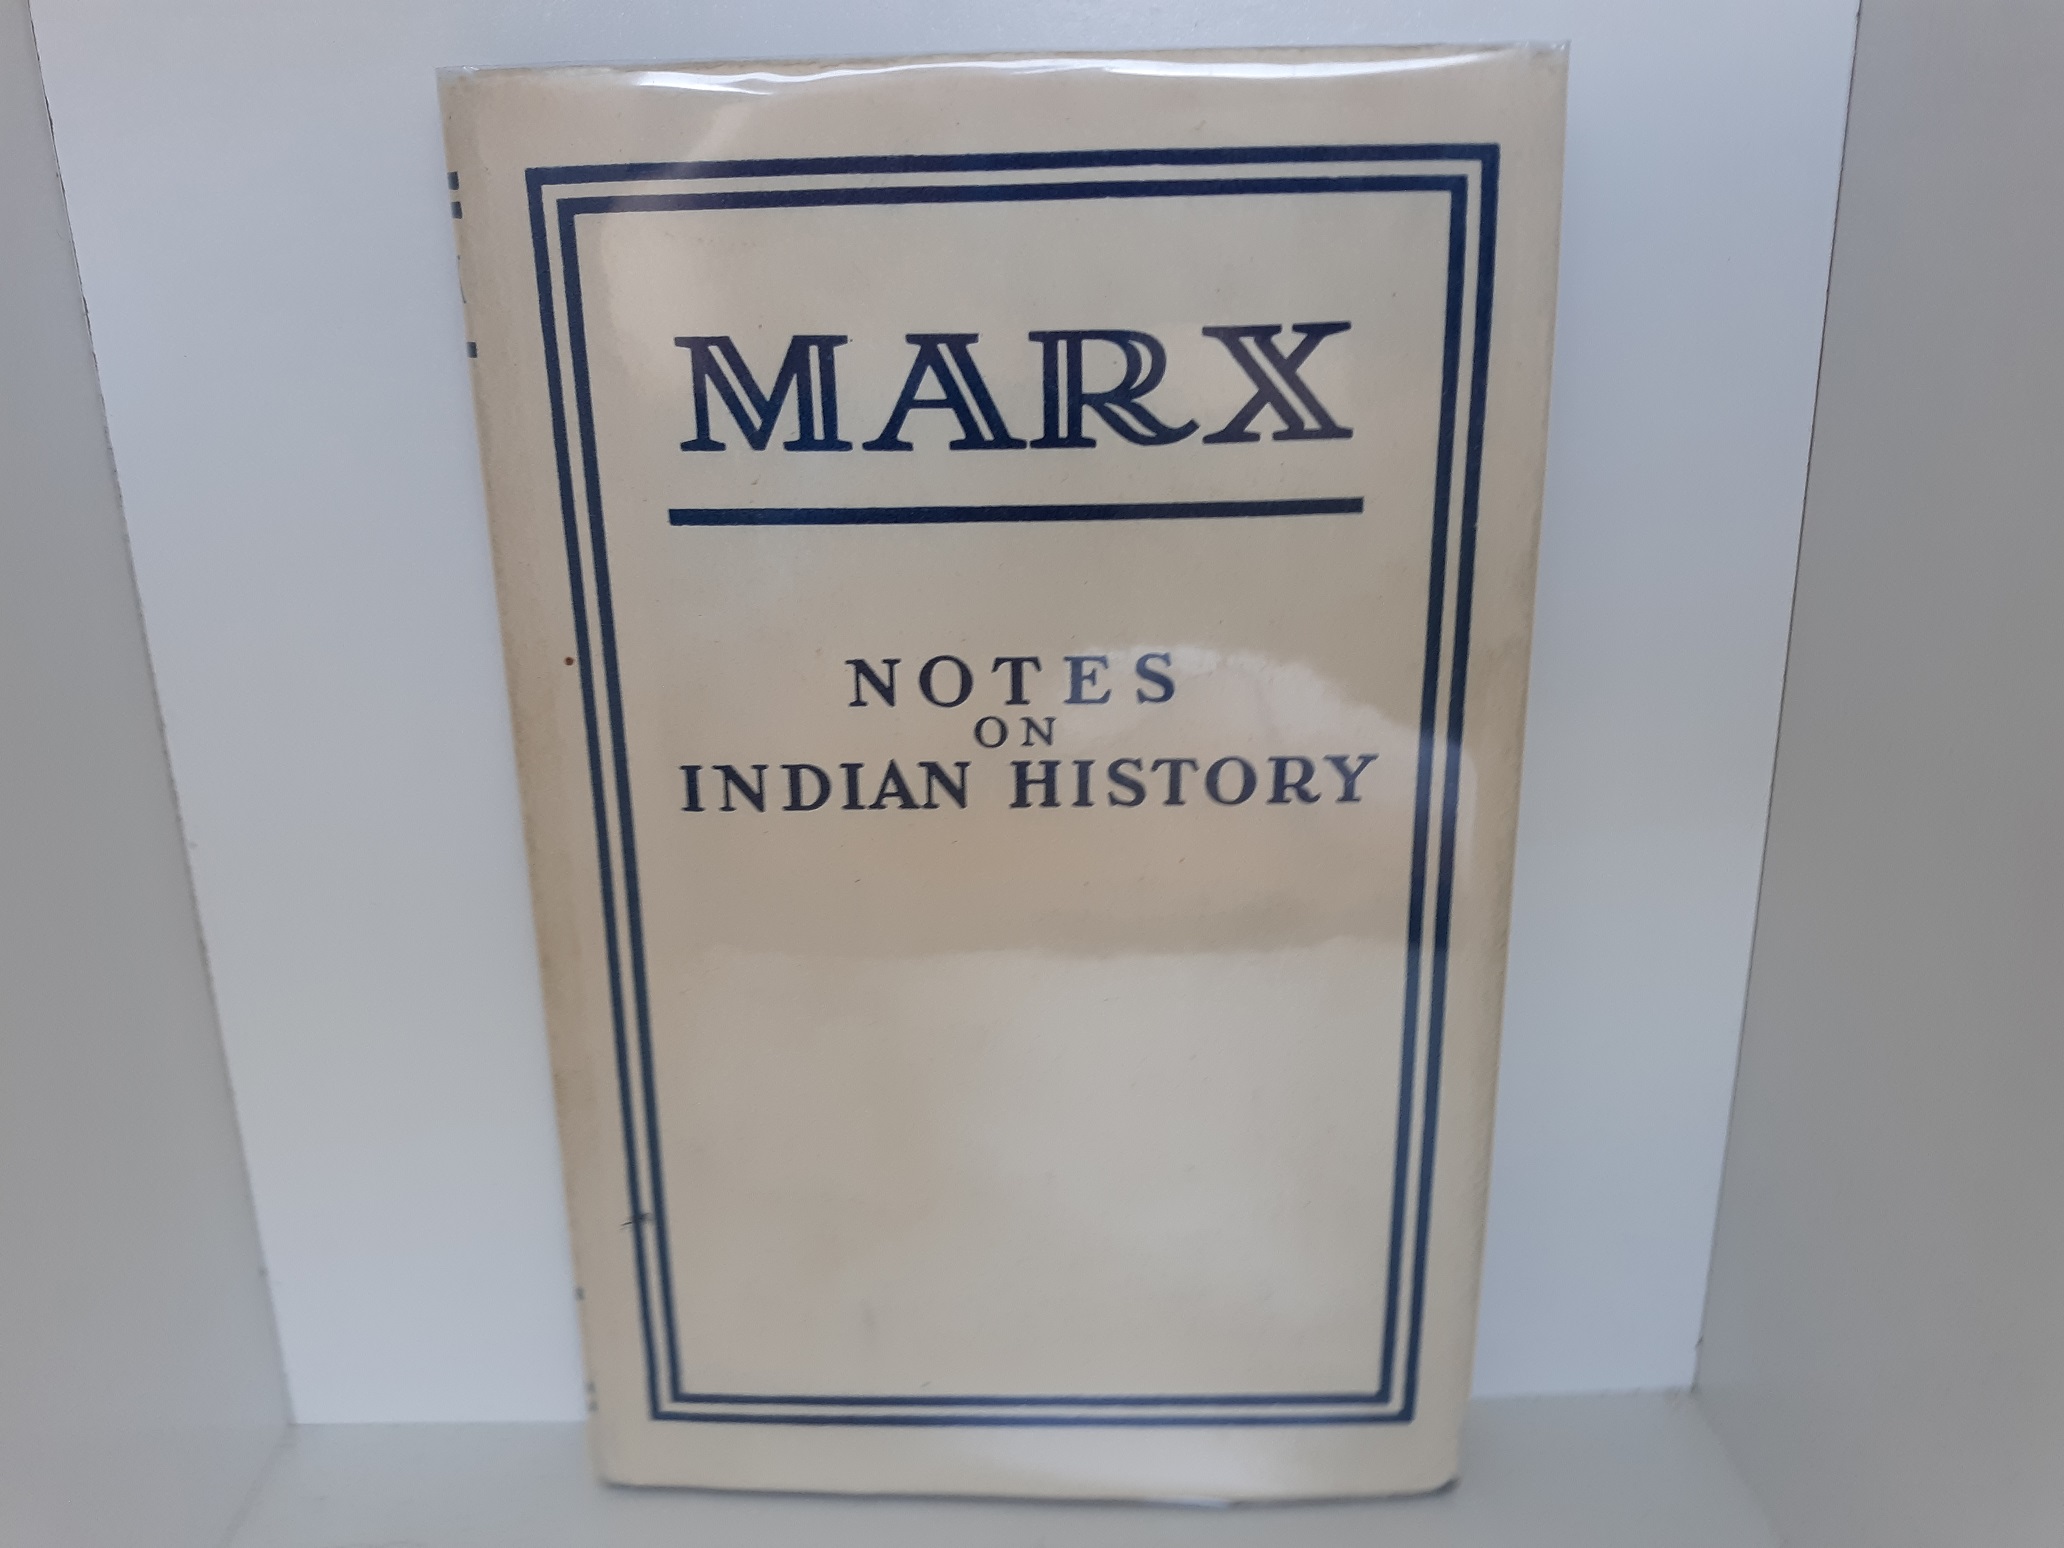 MARX
NOTES
ON
INDIAN HISTORY